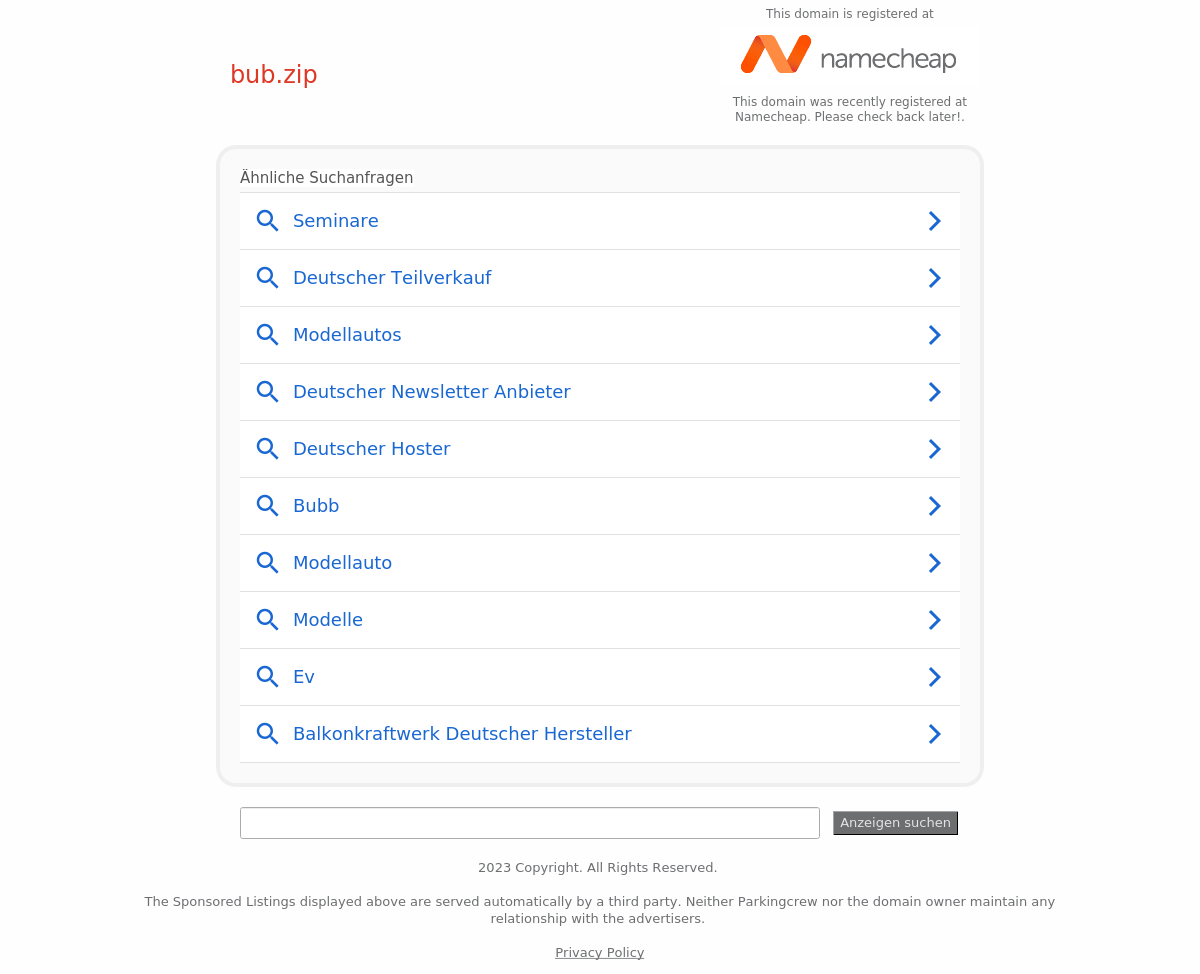 This domain is registered at
namecheap
bub.zip
This domain was recently registered at
Namecheap. Please check back later!.
Ähnliche Suchanfragen
Seminare
Deutscher Teilverkauf
Modellautos
Deutscher Newsletter Anbieter
Deutscher Hoster
Bubb
Modellauto
Modelle
Ev
Balkonkraftwerk Deutscher Hersteller
Anzeigen suchen
2023 Copyright. All Rights Reserved.
The Sponsored Listings displayed above are served automatically by a third party. Neither Parkingcrew nor the domain owner maintain any
relationship with the advertisers.
Privacy Policy